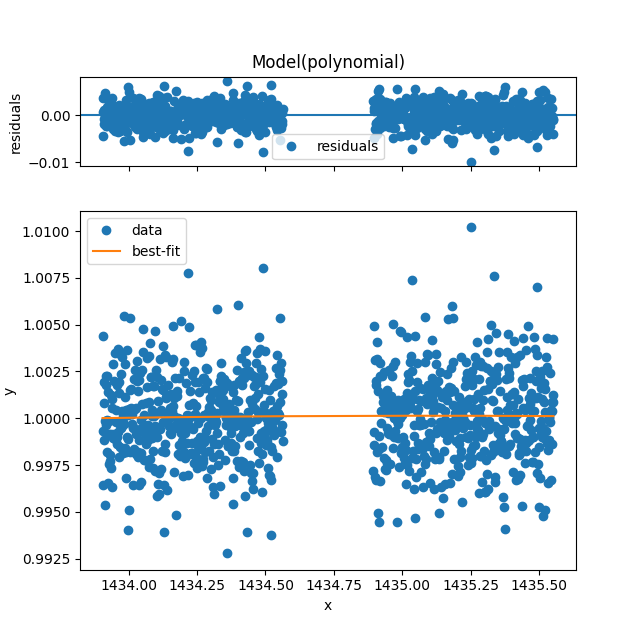 Model(polynomial)
residuals
0.00
−0.01
residuals
y
1.0100
1.0075
1.0050
1.0025
1.0000
0.9975
0.9950
0.9925
data
best-fit
1434.00 1434.25 1434.50 1434.75 1435.00 1435.25 1435.50
x